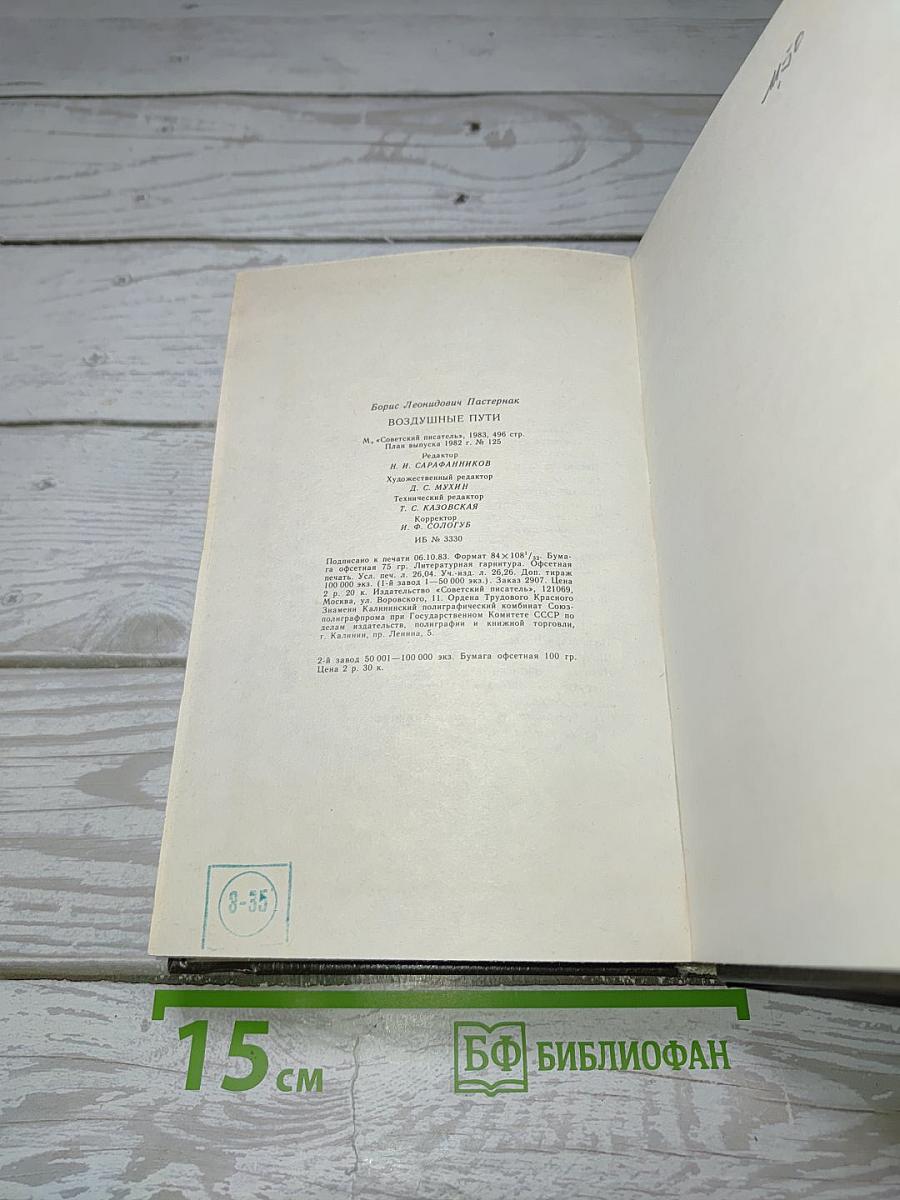 Борис Леонидович Пастернак
ВОЗДУШНЫЕ ПУТИ
М., «Советский писатель», 1983, 496 стр.
План выпуска 1982 г. № 125
Редактор
Н. И. САРАФАННИКОВ
Художественный редактор
Д. С. МУХИН
Технический редактор
Т. С. КАЗОВСКАЯ
Корректор
И. Ф. СОЛОГУБ
ИБ № 3330
Подписано к печати 06.10.83. Формат 84×108¹/₃₂. Бума-
га офсетная 75 гр. Литературная гарнитура. Офсетная
печать. Усл. печ. л. 26,04. Уч.-изд. л. 26,26. Доп. тираж
100 000 экз. (1-й завод 1—50 000 экз.). Заказ 2907. Цена
2 р. 20 к. Издательство «Советский писатель», 121069,
Москва, ул. Воровского, 11. Ордена Трудового Красного
Знамени Калининский полиграфический комбинат Союз-
полиграфпрома при Государственном Комитете СССР по
делам издательств, полиграфии и книжной торговли,
г. Калинин, пр. Ленина, 5.
2-й завод 50 001—100 000 экз. Бумага офсетная 100 гр.
Цена 2 р. 30 к.
15 см
БФ БИБЛИОФАН